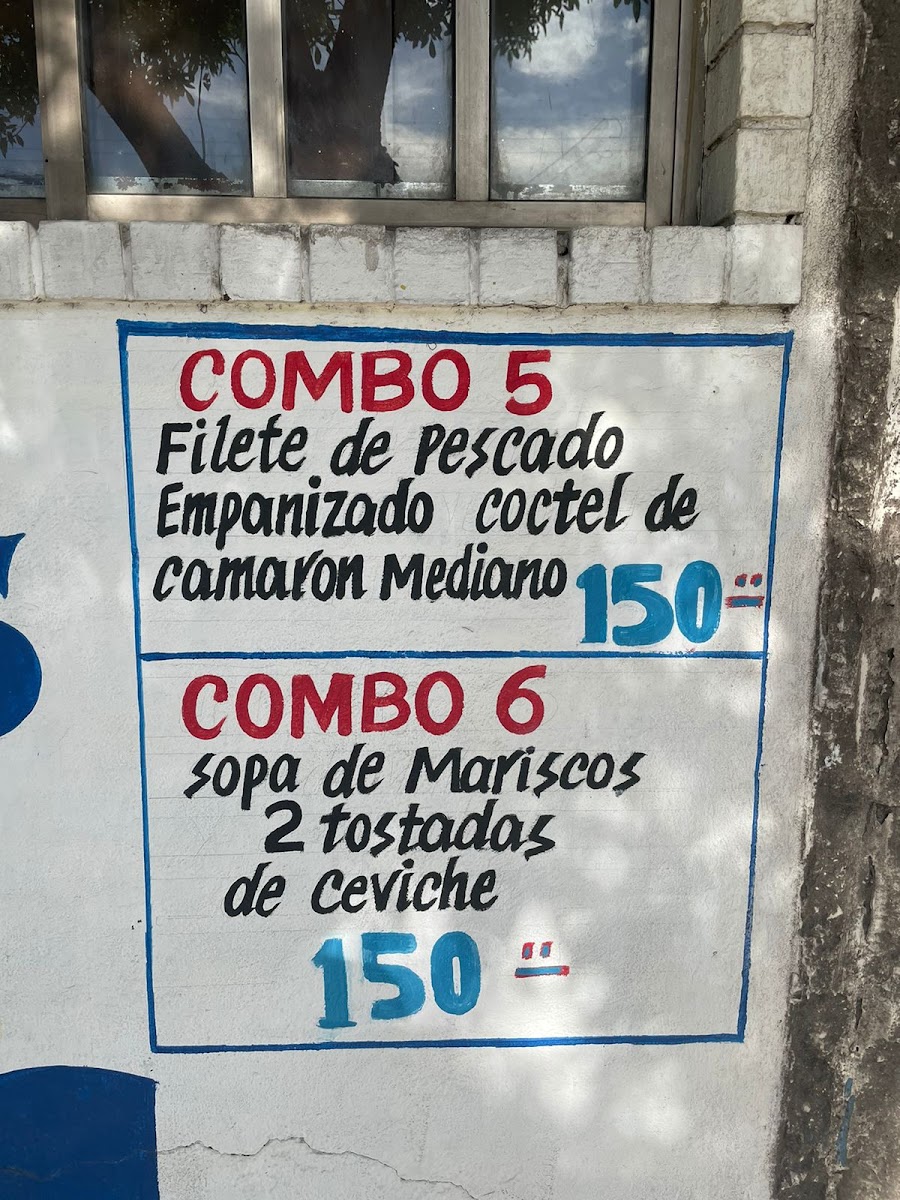 COMBO 5
Filete de Pescado
Empanizado coctel de
camaron Mediano 150=
COMBO 6
sopa de Mariscos
2 tostadas
de ceviche
150=